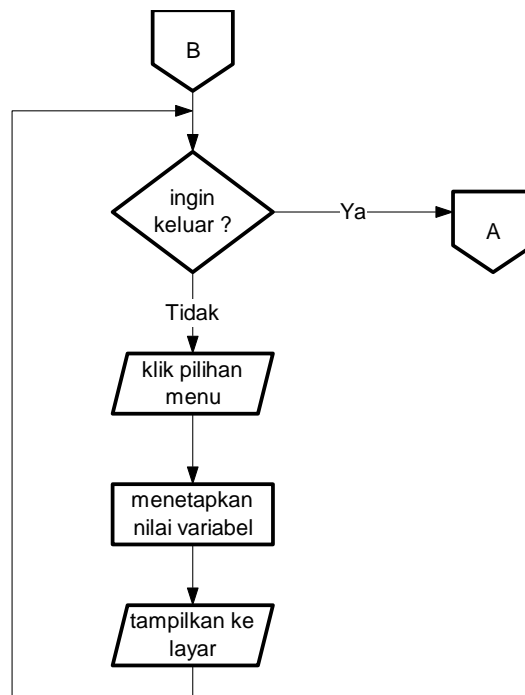 B
ingin
keluar ?
Ya
A
Tidak
klik pilihan
menu
menetapkan
nilai variabel
tampilkan ke
layar